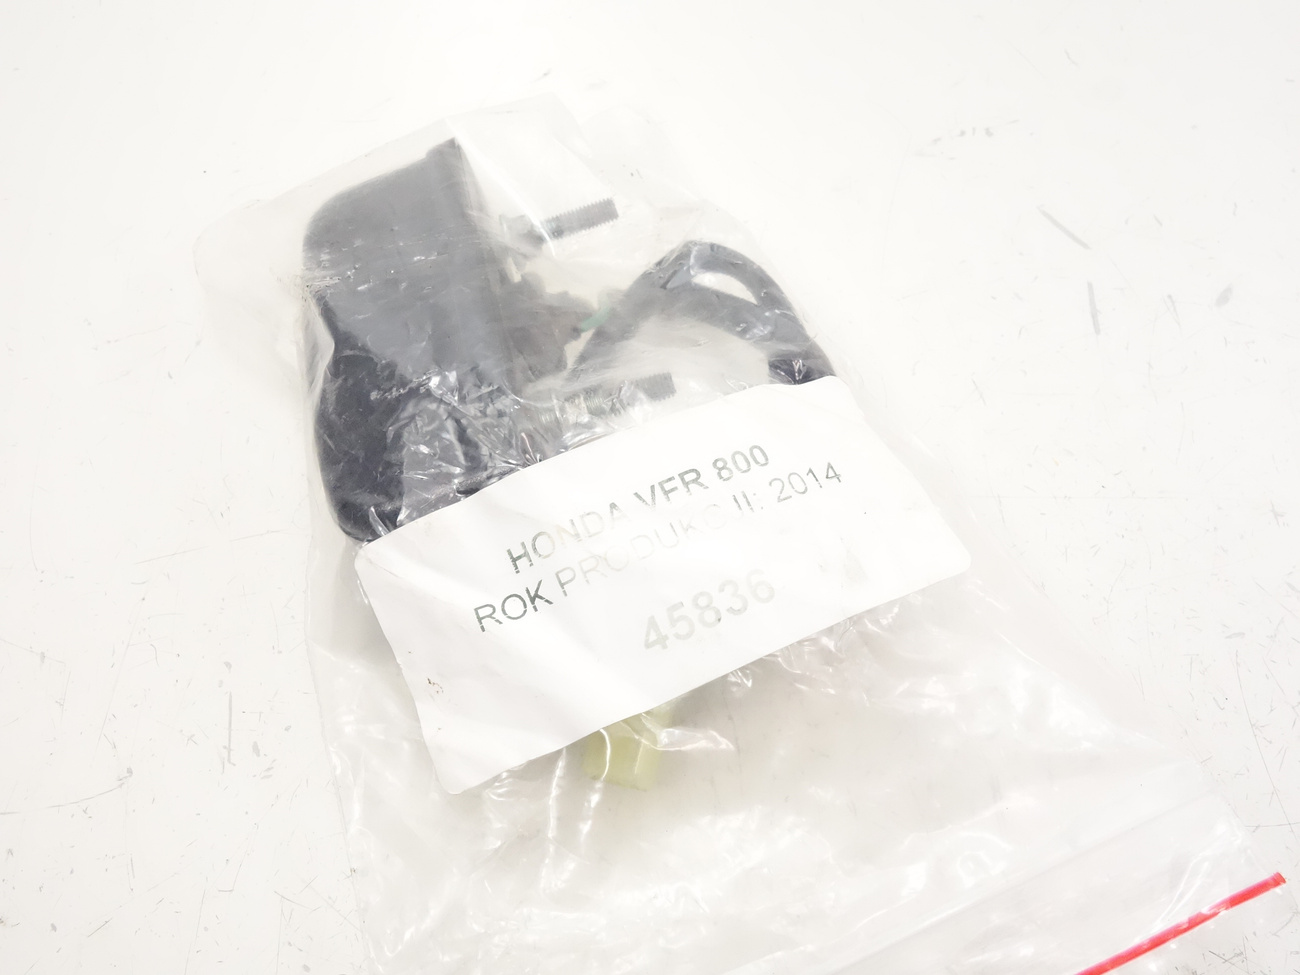 HONDA VFR 800
ROK PRODUKCJI: 2014
45836